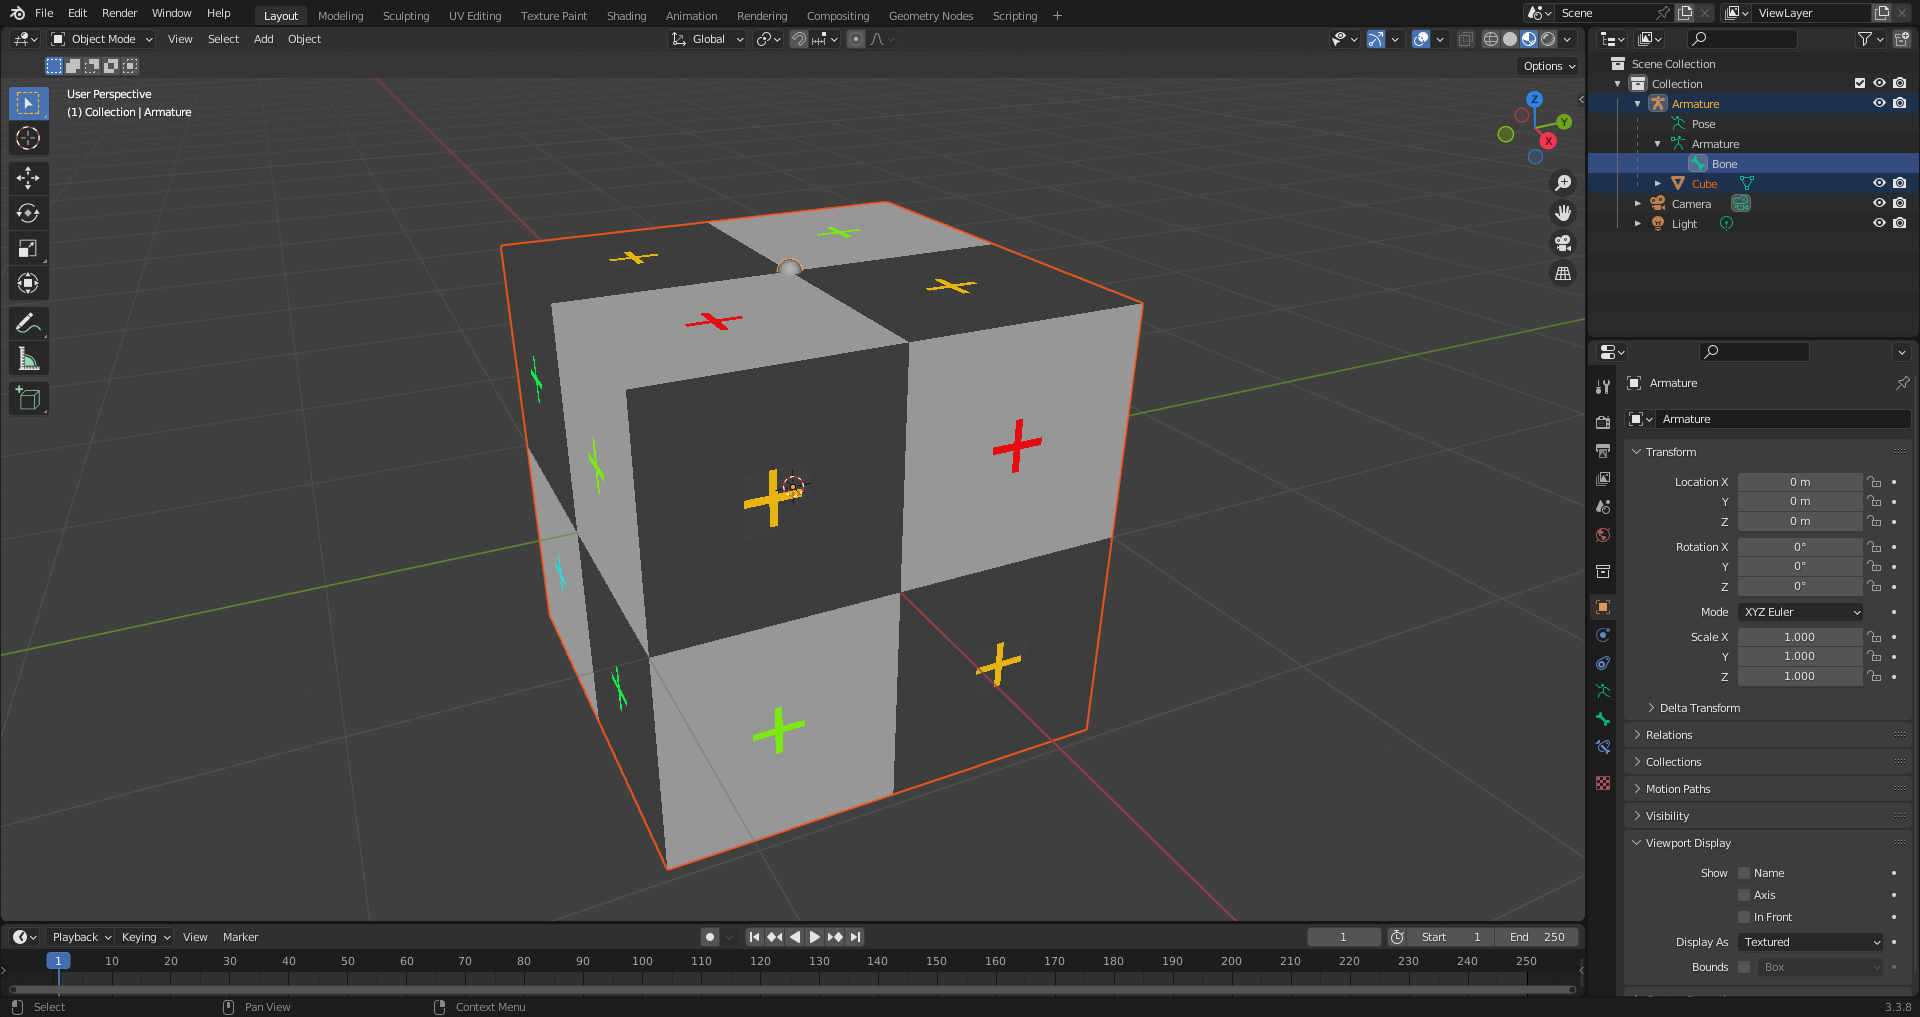 File Edit Render Window Help Layout Modeling Sculpting UV Editing Texture Paint Shading Animation Rendering Compositing Geometry Nodes Scripting + Scene ViewLayer
Object Mode View Select Add Object Global
Options
User Perspective
(1) Collection | Armature
Z
Y
X
Scene Collection
Collection
Armature
Pose
Armature
Bone
Cube
Camera
Light
Armature
Armature
Transform
Location X 0 m
Y 0 m
Z 0 m
Rotation X 0°
Y 0°
Z 0°
Mode XYZ Euler
Scale X 1.000
Y 1.000
Z 1.000
Delta Transform
Relations
Collections
Motion Paths
Visibility
Viewport Display
Show Name
Axis
In Front
Display As Textured
Bounds Box
Playback Keying View Marker 1 Start 1 End 250
1 10 20 30 40 50 60 70 80 90 100 110 120 130 140 150 160 170 180 190 200 210 220 230 240 250
Select Pan View Context Menu 3.3.8